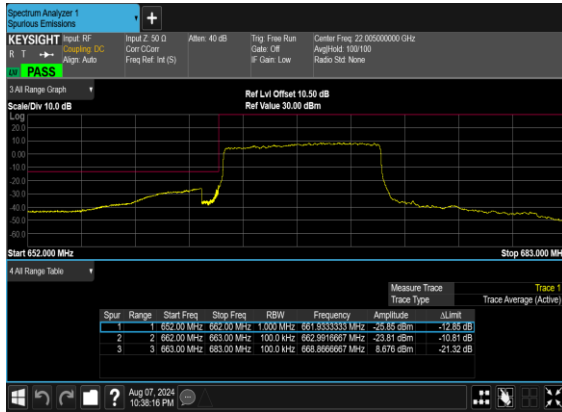 Spectrum Analyzer 1
Spurious Emissions
KEYSIGHT Input: RF Input Z: 50 Ω Atten: 40 dB Trig: Free Run Center Freq: 22.005000000 GHz
R T Coupling: DC Corr CCorr Gate: Off Avg|Hold: 100/100
Align: Auto Freq Ref: Int (S) IF Gain: Low Radio Std: None
PASS
3 All Range Graph
Ref Lvl Offset 10.50 dB
Scale/Div 10.0 dB Ref Value 30.00 dBm
Log
20.0
10.0
0.00
-10.0
-20.0
-30.0
-40.0
-50.0
-60.0
Start 652.000 MHz Stop 683.000 MHz
4 All Range Table
Measure Trace Trace 1
Trace Type Trace Average (Active)
Spur Range Start Freq Stop Freq RBW Frequency Amplitude ΔLimit
1 1 652.00 MHz 662.00 MHz 1.000 MHz 661.9333333 MHz -25.85 dBm -12.85 dB
2 2 662.00 MHz 663.00 MHz 100.0 kHz 662.9916667 MHz -23.81 dBm -10.81 dB
3 3 663.00 MHz 683.00 MHz 100.0 kHz 668.8666667 MHz 8.676 dBm -21.32 dB
? Aug 07, 2024
10:38:16 PM